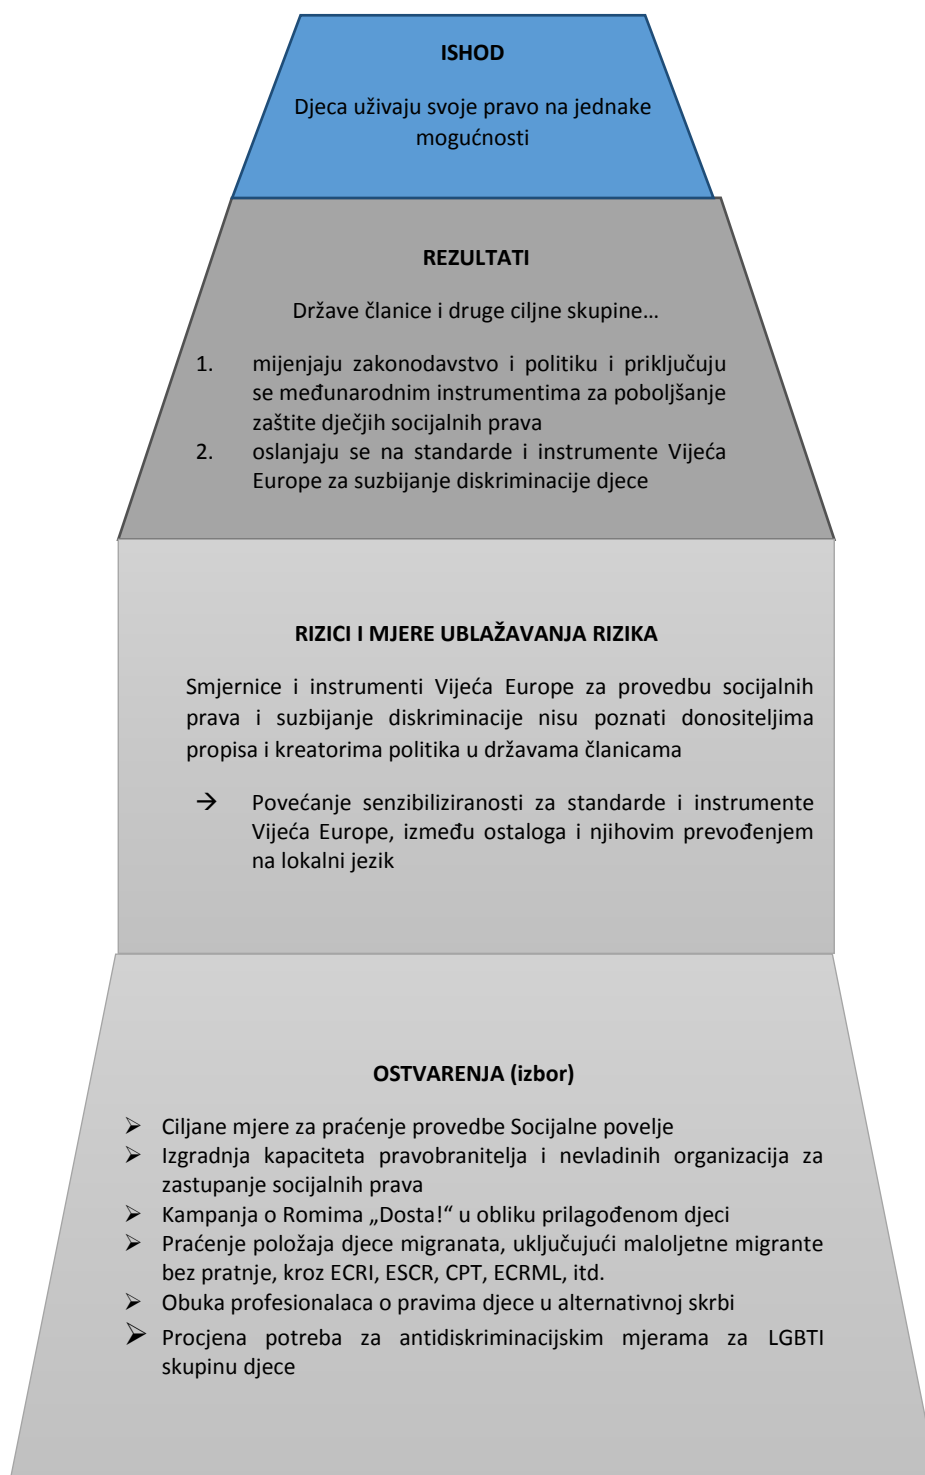 ISHOD
Djeca uživaju svoje pravo na jednake
mogućnosti
REZULTATI
Države članice i druge ciljne skupine…
1. mijenjaju zakonodavstvo i politiku i priključuju
se međunarodnim instrumentima za poboljšanje
zaštite dječjih socijalnih prava
2. oslanjaju se na standarde i instrumente Vijeća
Europe za suzbijanje diskriminacije djece
RIZICI I MJERE UBLAŽAVANJA RIZIKA
Smjernice i instrumenti Vijeća Europe za provedbu socijalnih
prava i suzbijanje diskriminacije nisu poznati donositeljima
propisa i kreatorima politika u državama članicama
→ Povećanje senzibiliziranosti za standarde i instrumente
Vijeća Europe, između ostaloga i njihovim prevođenjem
na lokalni jezik
OSTVARENJA (izbor)
➢ Ciljane mjere za praćenje provedbe Socijalne povelje
➢ Izgradnja kapaciteta pravobranitelja i nevladinih organizacija za
zastupanje socijalnih prava
➢ Kampanja o Romima „Dosta!“ u obliku prilagođenom djeci
➢ Praćenje položaja djece migranata, uključujući maloljetne migrante
bez pratnje, kroz ECRI, ESCR, CPT, ECRML, itd.
➢ Obuka profesionalaca o pravima djece u alternativnoj skrbi
➢ Procjena potreba za antidiskriminacijskim mjerama za LGBTI
skupinu djece